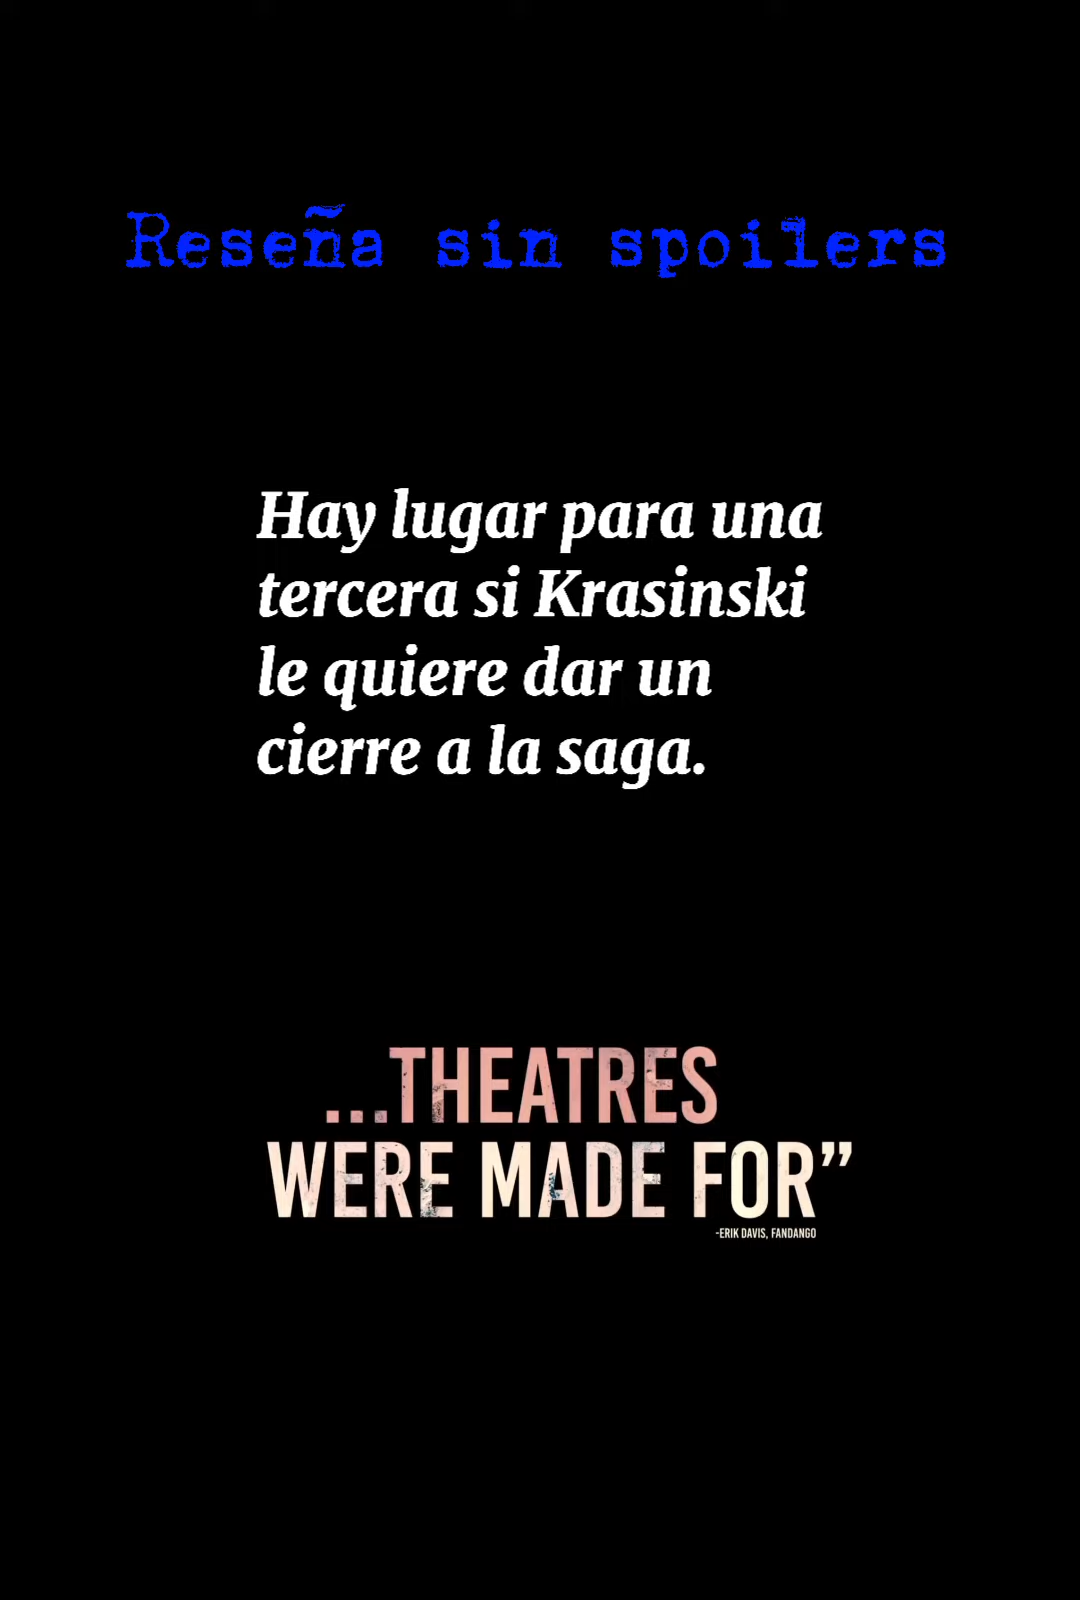 Reseña sin spoilers
Hay lugar para una
tercera si Krasinski
le quiere dar un
cierre a la saga.
...THEATRES
WERE MADE FOR”
-ERIK DAVIS, FANDANGO